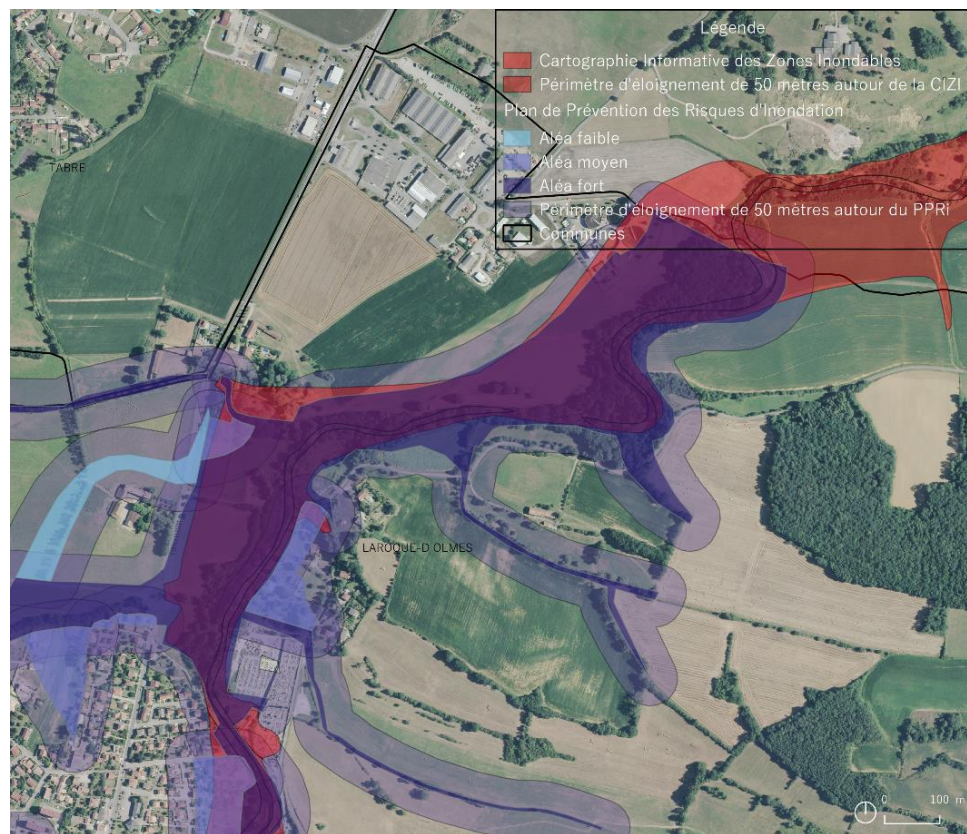 Légende
Cartographie Informative des Zones Inondables
Périmètre d'éloignement de 50 mètres autour de la CIZI
Plan de Prévention des Risques d'Inondation
Aléa faible
Aléa moyen
Aléa fort
Périmètre d'éloignement de 50 mètres autour du PPRi
Communes
TABRE
LAROQUE-D'OLMES
0 100 m